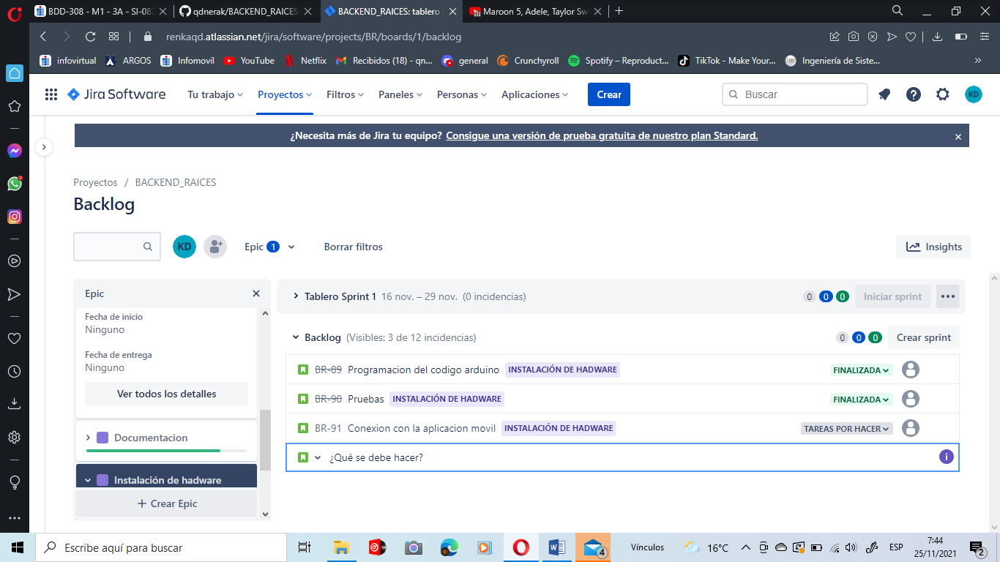 BDD-308 - M1 - 3A - SI-082
qdnerak/BACKEND_RAICES
BACKEND_RAICES: tablero
Maroon 5, Adele, Taylor Sw
renkaqd.atlassian.net/jira/software/projects/BR/boards/1/backlog
infovirtual
ARGOS
Infomovil
YouTube
Netflix
Recibidos (18) - qn...
general
Crunchyroll
Spotify – Reproduct...
TikTok - Make Your...
Ingeniería de Siste...
Jira Software
Tu trabajo
Proyectos
Filtros
Paneles
Personas
Aplicaciones
Crear
Buscar
KD
¿Necesita más de Jira tu equipo? Consigue una versión de prueba gratuita de nuestro plan Standard.
Proyectos / BACKEND_RAICES
Backlog
KD
Epic 1
Borrar filtros
Insights
Epic
Fecha de inicio
Ninguno
Fecha de entrega
Ninguno
Ver todos los detalles
Documentacion
Instalación de hadware
+ Crear Epic
Tablero Sprint 1 16 nov. – 29 nov. (0 incidencias)
0 0 0
Iniciar sprint
Backlog (Visibles: 3 de 12 incidencias)
0 0 0
Crear sprint
BR-89 Programacion del codigo arduino INSTALACIÓN DE HADWARE FINALIZADA
BR-90 Pruebas INSTALACIÓN DE HADWARE FINALIZADA
BR-91 Conexion con la aplicacion movil INSTALACIÓN DE HADWARE TAREAS POR HACER
¿Qué se debe hacer?
Escribe aquí para buscar
4
Vínculos
16°C
ESP
7:44
25/11/2021
2